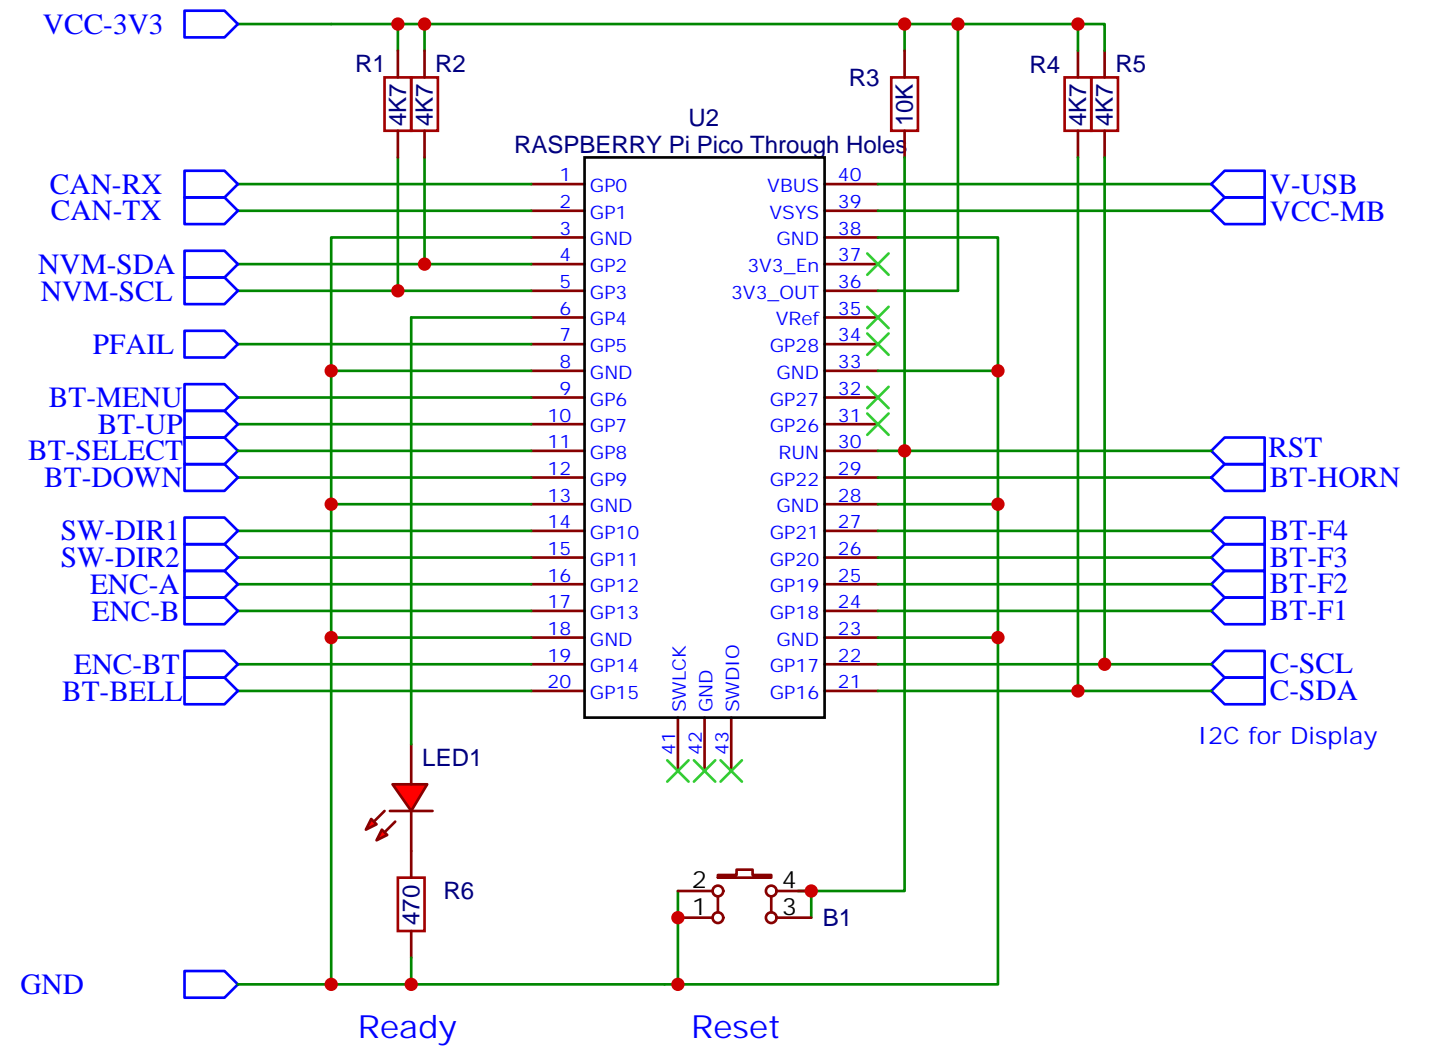 VCC-3V3
R1 R2 R3 R4 R5
4K7 4K7 10K 4K7 4K7
U2
RASPBERRY Pi Pico Through Holes
CAN-RX 1 GP0 VBUS 40 V-USB
CAN-TX 2 GP1 VSYS 39 VCC-MB
3 GND GND 38
NVM-SDA 4 GP2 3V3_En 37
NVM-SCL 5 GP3 3V3_OUT 36
6 GP4 VRef 35
PFAIL 7 GP5 GP28 34
8 GND GND 33
BT-MENU 9 GP6 GP27 32
BT-UP 10 GP7 GP26 31
BT-SELECT 11 GP8 RUN 30 RST
BT-DOWN 12 GP9 GP22 29 BT-HORN
13 GND GND 28
SW-DIR1 14 GP10 GP21 27 BT-F4
SW-DIR2 15 GP11 GP20 26 BT-F3
ENC-A 16 GP12 GP19 25 BT-F2
ENC-B 17 GP13 GP18 24 BT-F1
18 GND GND 23
ENC-BT 19 GP14 GP17 22 C-SCL
BT-BELL 20 GP15 GP16 21 C-SDA
SWLCK GND SWDIO
41 42 43
I2C for Display
LED1
2 4
470 R6
1 3 B1
GND
Ready Reset